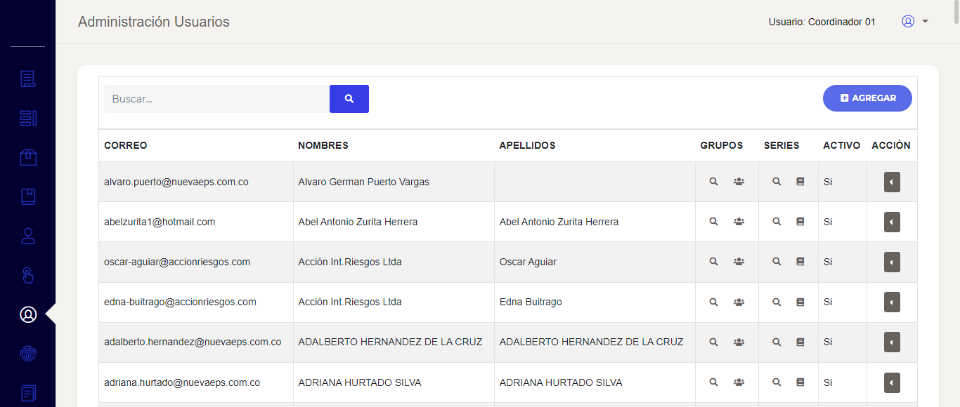 Administración Usuarios
Usuario: Coordinador 01
Buscar...
AGREGAR
CORREO NOMBRES APELLIDOS GRUPOS SERIES ACTIVO ACCIÓN
alvaro.puerto@nuevaeps.com.co Alvaro German Puerto Vargas Si
abelzurita1@hotmail.com Abel Antonio Zurita Herrera Abel Antonio Zurita Herrera Si
oscar-aguiar@accionriesgos.com Acción Int.Riesgos Ltda Oscar Aguiar Si
edna-buitrago@accionriesgos.com Acción Int.Riesgos Ltda Edna Buitrago Si
adalberto.hernandez@nuevaeps.com.co ADALBERTO HERNANDEZ DE LA CRUZ ADALBERTO HERNANDEZ DE LA CRUZ Si
adriana.hurtado@nuevaeps.com.co ADRIANA HURTADO SILVA ADRIANA HURTADO SILVA Si